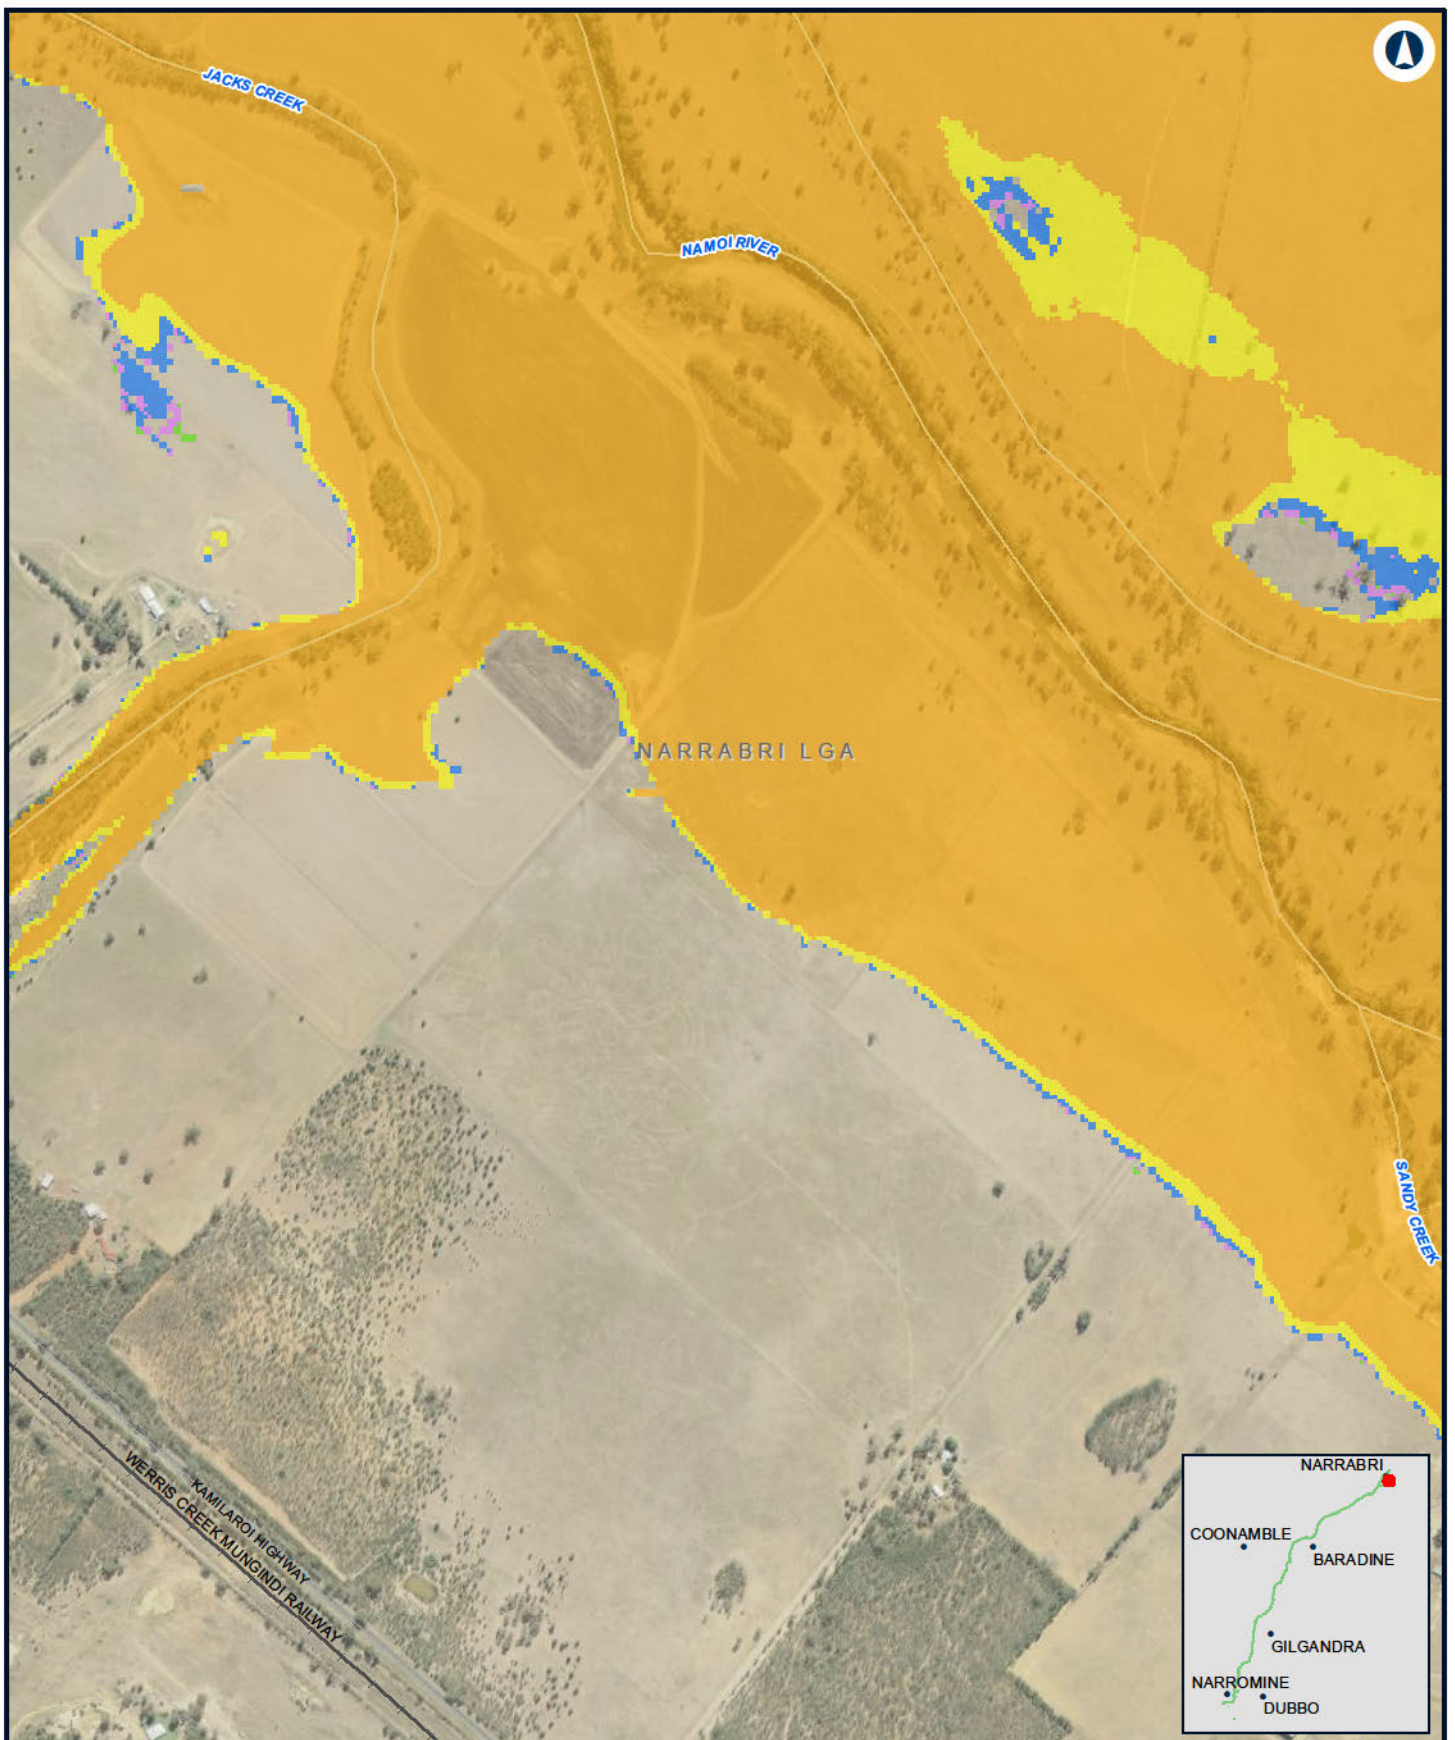 JACKS CREEK
NAMOI RIVER
NARRABRI LGA
SANDY CREEK
KAMILAROI HIGHWAY
WERRIS CREEK MUNGINDI RAILWAY
NARRABRI
COONAMBLE
BARADINE
GILGANDRA
NARROMINE
DUBBO